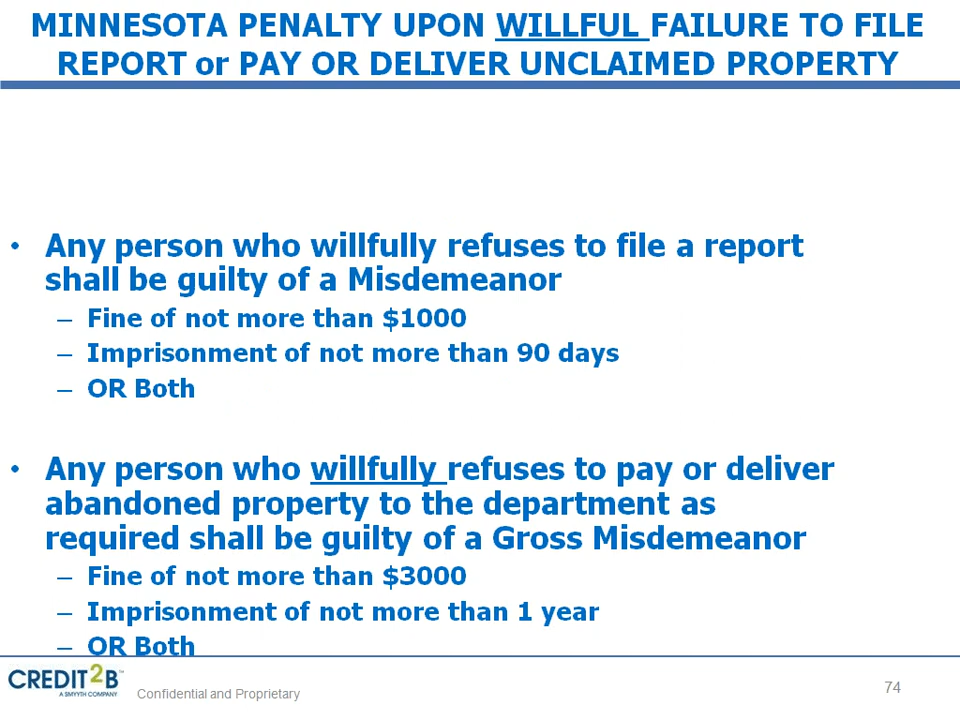 MINNESOTA PENALTY UPON WILLFUL FAILURE TO FILE
REPORT or PAY OR DELIVER UNCLAIMED PROPERTY
• Any person who willfully refuses to file a report
shall be guilty of a Misdemeanor
– Fine of not more than $1000
– Imprisonment of not more than 90 days
– OR Both
• Any person who willfully refuses to pay or deliver
abandoned property to the department as
required shall be guilty of a Gross Misdemeanor
– Fine of not more than $3000
– Imprisonment of not more than 1 year
– OR Both
CREDIT2B™
A SMYYTH COMPANY
Confidential and Proprietary
74